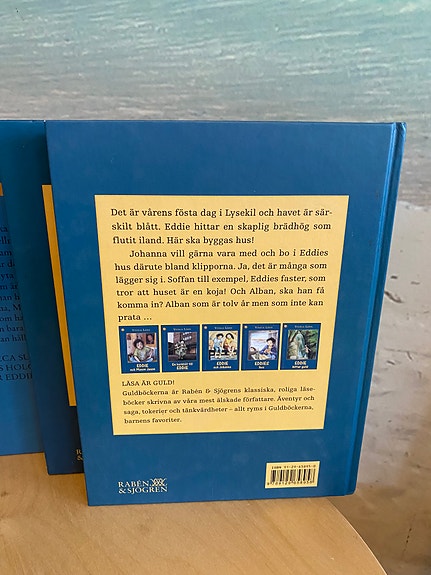 Det är vårens fösta dag i Lysekil och havet är sär-
skilt blått. Eddie hittar en skaplig brädhög som
flutit iland. Här ska byggas hus!
Johanna vill gärna vara med och bo i Eddies
hus därute bland klipporna. Ja, det är många som
lägger sig i. Soffan till exempel, Eddies faster, som
tror att huset är en koja! Och Alban, ska han få
komma in? Alban som är tolv år men som inte kan
prata ...
EDDIE
EDDIE
EDDIE
EDDIES
hus
EDDIE
hittar guld
LÄSA ÄR GULD!
Guldböckerna är Rabén & Sjögrens klassiska, roliga läse-
böcker skrivna av våra mest älskade författare. Äventyr och
saga, tokerier och tänkvärdheter – allt ryms i Guldböckerna,
barnens favoriter.
RABÉN
&SJÖGREN